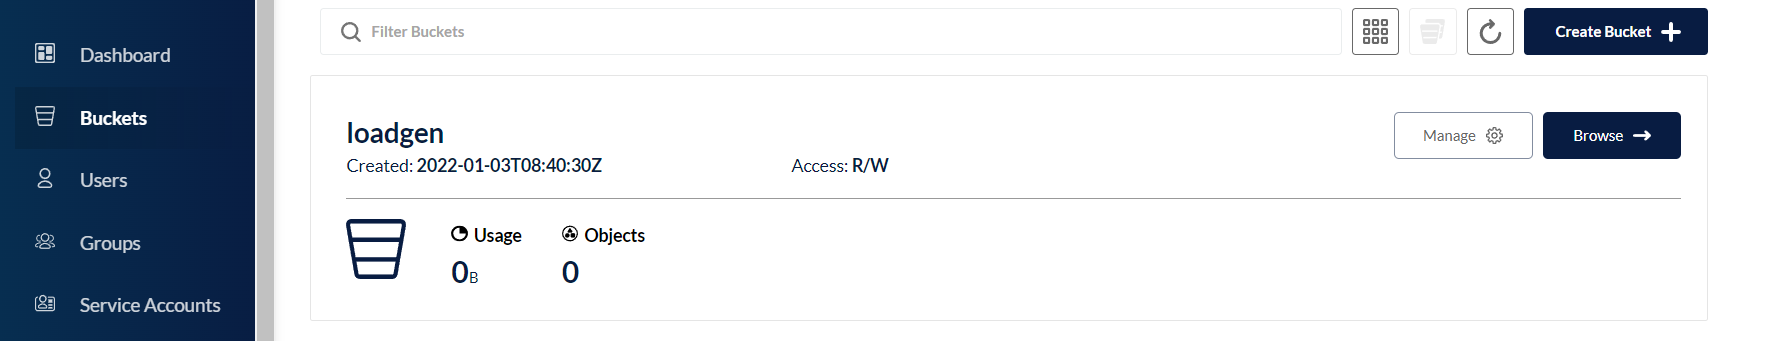 Dashboard
Buckets
Users
Groups
Service Accounts
Filter Buckets
Create Bucket
loadgen
Created: 2022-01-03T08:40:30Z
Access: R/W
Manage
Browse
Usage
Objects
0B
0